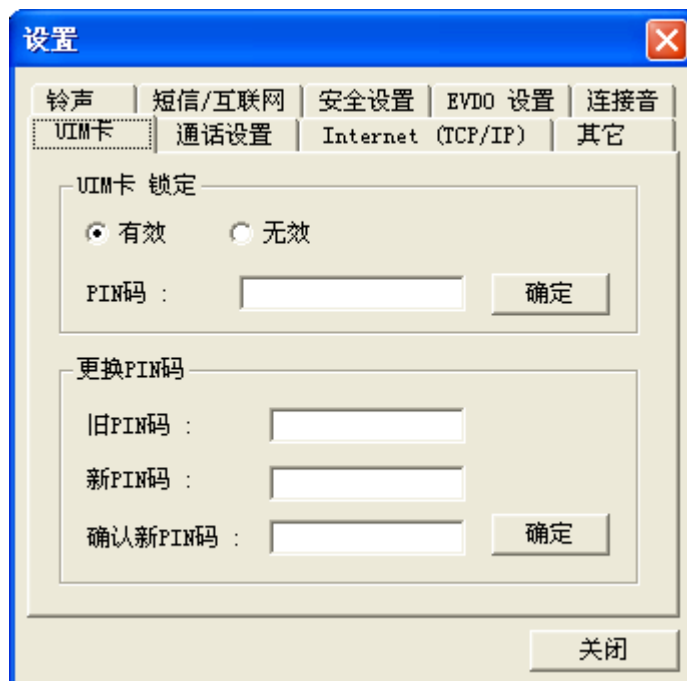 设置
铃声 短信/互联网 安全设置 EVDO 设置 连接音
UIM卡 通话设置 Internet (TCP/IP) 其它
UIM卡 锁定
有效 无效
PIN码 : 确定
更换PIN码
旧PIN码 :
新PIN码 :
确认新PIN码 : 确定
关闭